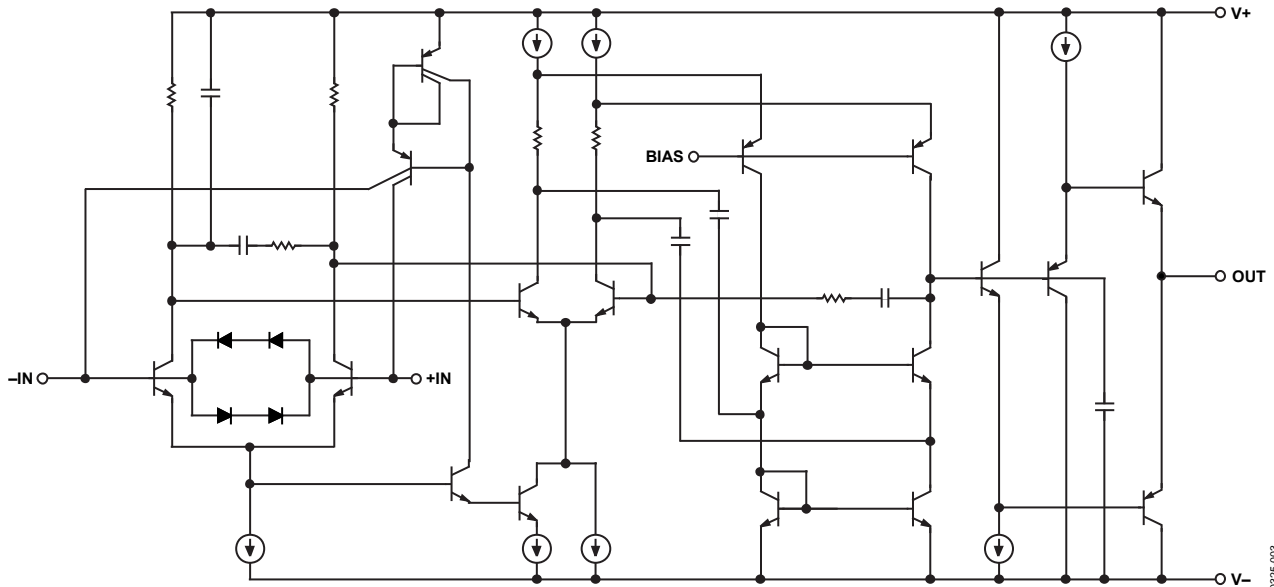 V+
BIAS
OUT
–IN
+IN
V–